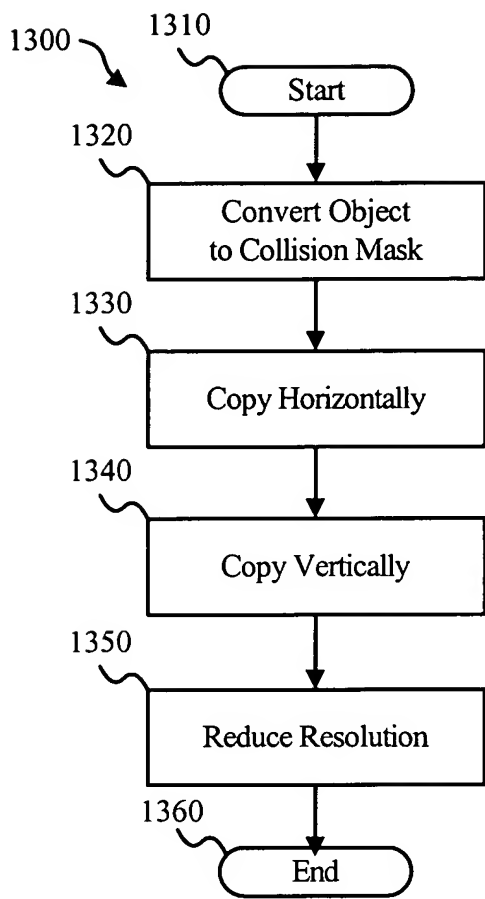 1300
1310
Start
1320
Convert Object
to Collision Mask
1330
Copy Horizontally
1340
Copy Vertically
1350
Reduce Resolution
1360
End